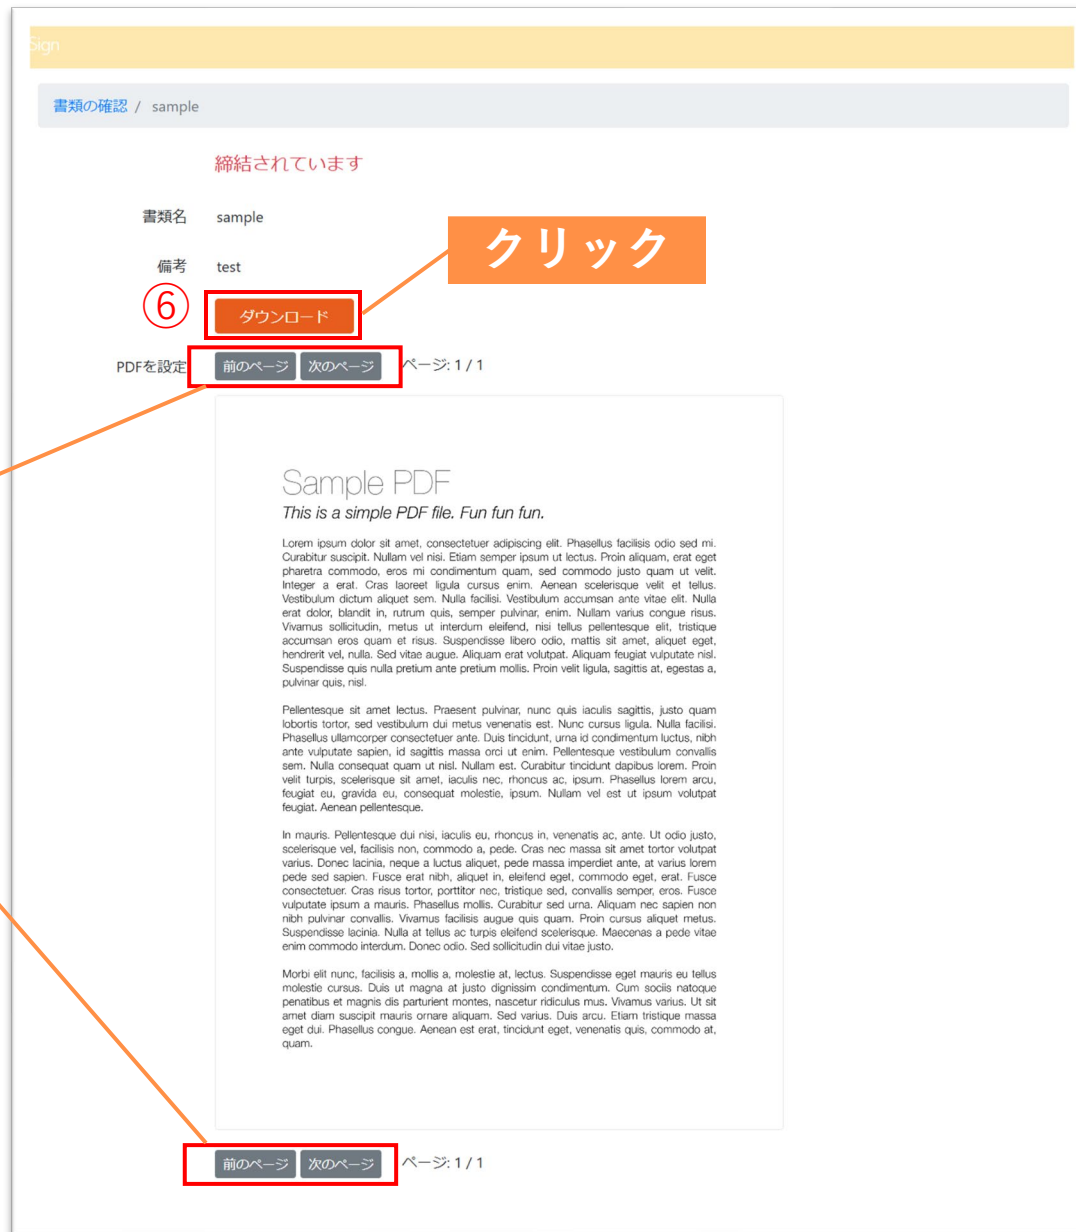 Sign
書類の確認 / sample
締結されています
書類名 sample
クリック
備考 test
⑥ ダウンロード
PDFを設定 前のページ 次のページ ページ: 1 / 1
Sample PDF
This is a simple PDF file. Fun fun fun.
Lorem ipsum dolor sit amet, consectetuer adipiscing elit. Phasellus facilisis odio sed mi.
Curabitur suscipit. Nullam vel nisi. Etiam semper ipsum ut lectus. Proin aliquam, erat eget
pharetra commodo, eros mi condimentum quam, sed commodo justo quam ut velit.
Integer a erat. Cras laoreet ligula cursus enim. Aenean scelerisque velit et tellus.
Vestibulum dictum aliquet sem. Nulla facilisi. Vestibulum accumsan ante vitae elit. Nulla
erat dolor, blandit in, rutrum quis, semper pulvinar, enim. Nullam varius congue risus.
Vivamus sollicitudin, metus ut interdum eleifend, nisi tellus pellentesque elit, tristique
accumsan eros quam et risus. Suspendisse libero odio, mattis sit amet, aliquet eget,
hendrerit vel, nulla. Sed vitae augue. Aliquam erat volutpat. Aliquam feugiat vulputate nisl.
Suspendisse quis nulla pretium ante pretium mollis. Proin velit ligula, sagittis at, egestas a,
pulvinar quis, nisl.
Pellentesque sit amet lectus. Praesent pulvinar, nunc quis iaculis sagittis, justo quam
lobortis tortor, sed vestibulum dui metus venenatis est. Nunc cursus ligula. Nulla facilisi.
Phasellus ullamcorper consectetuer ante. Duis tincidunt, urna id condimentum luctus, nibh
ante vulputate sapien, id sagittis massa orci ut enim. Pellentesque vestibulum convallis
sem. Nulla consequat quam ut nisl. Nullam est. Curabitur tincidunt dapibus lorem. Proin
velit turpis, scelerisque sit amet, iaculis nec, rhoncus ac, ipsum. Phasellus lorem arcu,
feugiat eu, gravida eu, consequat molestie, ipsum. Nullam vel est ut ipsum volutpat
feugiat. Aenean pellentesque.
In mauris. Pellentesque dui nisi, iaculis eu, rhoncus in, venenatis ac, ante. Ut odio justo,
scelerisque vel, facilisis non, commodo a, pede. Cras nec massa sit amet tortor volutpat
varius. Donec lacinia, neque a luctus aliquet, pede massa imperdiet ante, at varius lorem
pede sed sapien. Fusce erat nibh, aliquet in, eleifend eget, commodo eget, erat. Fusce
consectetuer. Cras risus tortor, porttitor nec, tristique sed, convallis semper, eros. Fusce
vulputate ipsum a mauris. Phasellus mollis. Curabitur sed urna. Aliquam nec sapien non
nibh pulvinar convallis. Vivamus facilisis augue quis quam. Proin cursus aliquet metus.
Suspendisse lacinia. Nulla at tellus ac turpis eleifend scelerisque. Maecenas a pede vitae
enim commodo interdum. Donec odio. Sed sollicitudin dui vitae justo.
Morbi elit nunc, facilisis a, mollis a, molestie at, lectus. Suspendisse eget mauris eu tellus
molestie cursus. Duis ut magna at justo dignissim condimentum. Cum sociis natoque
penatibus et magnis dis parturient montes, nascetur ridiculus mus. Vivamus varius. Ut sit
amet diam suscipit mauris ornare aliquam. Sed varius. Duis arcu. Etiam tristique massa
eget dui. Phasellus congue. Aenean est erat, tincidunt eget, venenatis quis, commodo at,
quam.
前のページ 次のページ ページ: 1 / 1